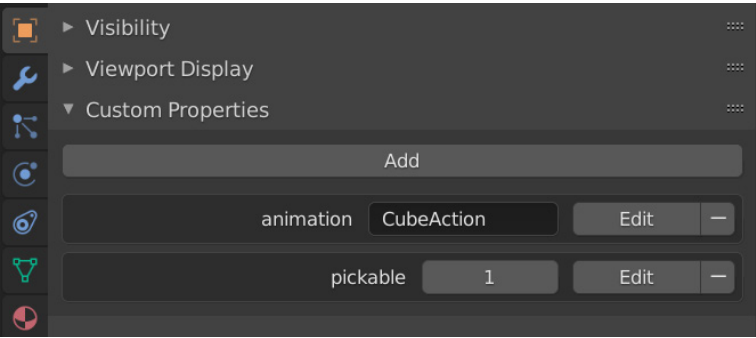 Visibility
Viewport Display
Custom Properties
Add
animation CubeAction Edit
pickable 1 Edit